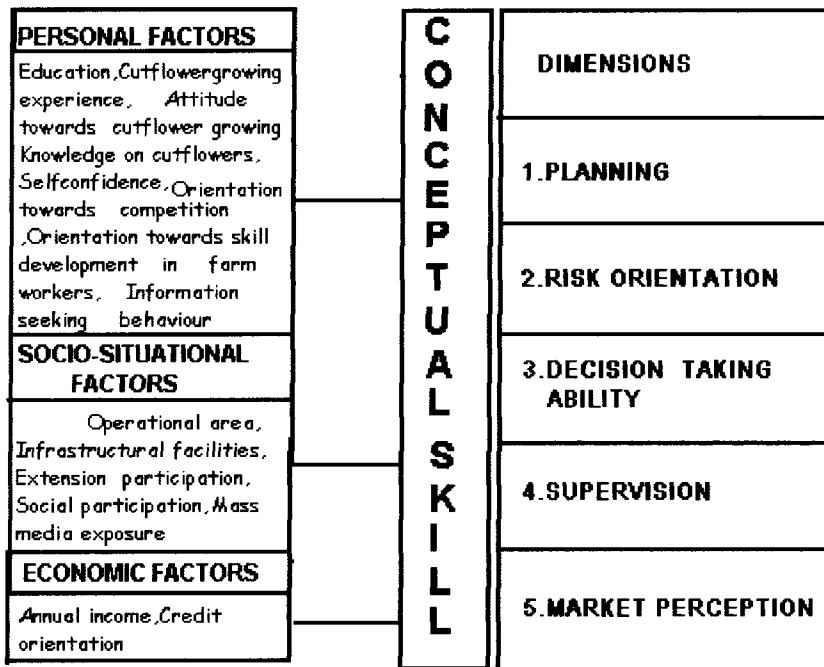 PERSONAL FACTORS
Education,Cutflowergrowing
experience, Attitude
towards cutflower growing
Knowledge on cutflowers,
Selfconfidence,Orientation
towards competition
,Orientation towards skill
development in farm
workers, Information
seeking behaviour
SOCIO-SITUATIONAL
FACTORS
Operational area,
Infrastructural facilities,
Extension participation,
Social participation,Mass
media exposure
ECONOMIC FACTORS
Annual income,Credit
orientation
CONCEPTUAL SKILL
DIMENSIONS
1.PLANNING
2.RISK ORIENTATION
3.DECISION TAKING
ABILITY
4.SUPERVISION
5.MARKET PERCEPTION